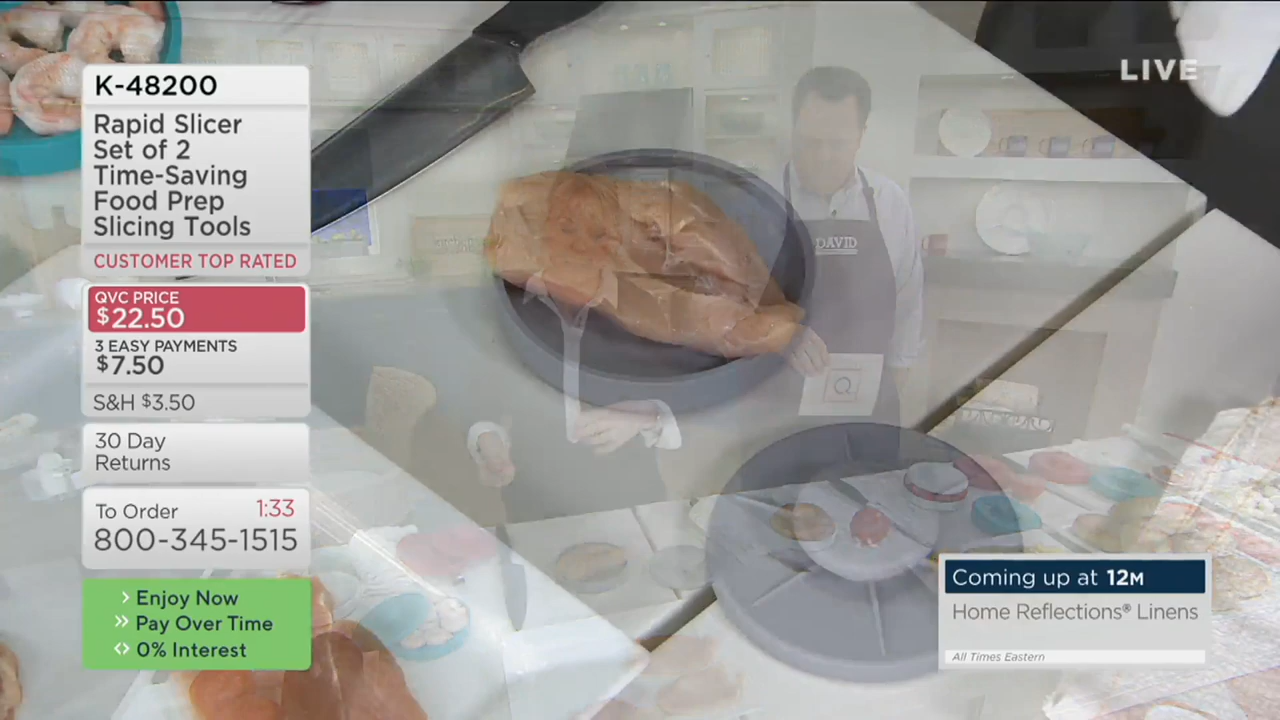 LIVE
K-48200
Rapid Slicer
Set of 2
Time-Saving
Food Prep
Slicing Tools
CUSTOMER TOP RATED
QVC PRICE
$22.50
3 EASY PAYMENTS
$7.50
S&H $3.50
30 Day
Returns
To Order 1:33
800-345-1515
› Enjoy Now
›› Pay Over Time
‹› 0% Interest
DAVID
Q
Coming up at 12M
Home Reflections® Linens
All Times Eastern